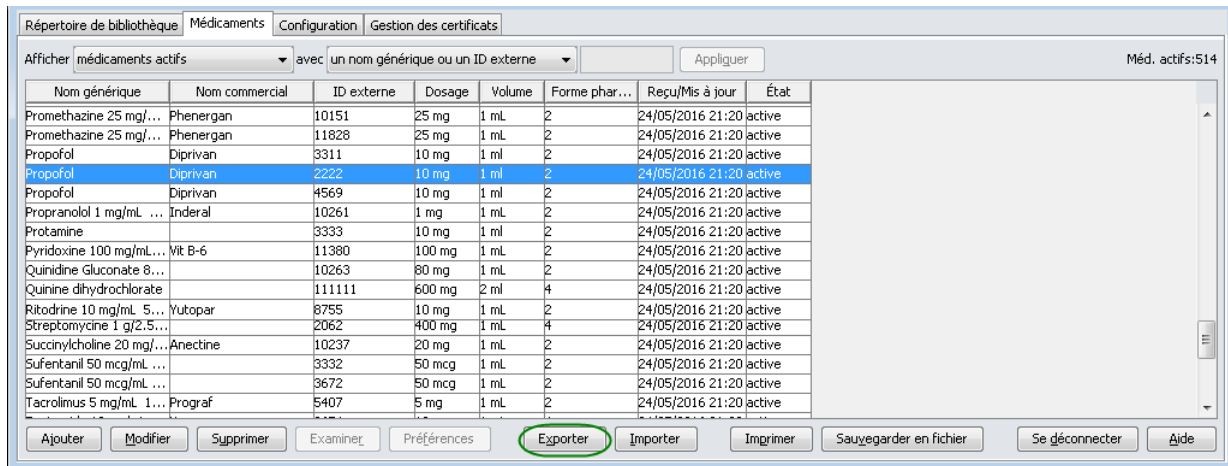 Répertoire de bibliothèque Médicaments Configuration Gestion des certificats
Afficher médicaments actifs avec un nom générique ou un ID externe Appliquer Méd. actifs:514
Nom générique Nom commercial ID externe Dosage Volume Forme phar... Reçu/Mis à jour État
Promethazine 25 mg/... Phenergan 10151 25 mg 1 mL 2 24/05/2016 21:20 active
Promethazine 25 mg/... Phenergan 11828 25 mg 1 mL 2 24/05/2016 21:20 active
Propofol Diprivan 3311 10 mg 1 ml 2 24/05/2016 21:20 active
Propofol Diprivan 2222 10 mg 1 ml 2 24/05/2016 21:20 active
Propofol Diprivan 4569 10 mg 1 ml 2 24/05/2016 21:20 active
Propranolol 1 mg/mL ... Inderal 10261 1 mg 1 mL 2 24/05/2016 21:20 active
Protamine 3333 10 mg 1 mL 2 24/05/2016 21:20 active
Pyridoxine 100 mg/mL... Vit B-6 11380 100 mg 1 mL 2 24/05/2016 21:20 active
Quinidine Gluconate 8... 10263 80 mg 1 mL 2 24/05/2016 21:20 active
Quinine dihydrochlorate 111111 600 mg 2 ml 4 24/05/2016 21:20 active
Ritodrine 10 mg/mL 5... Yutopar 8755 10 mg 1 mL 2 24/05/2016 21:20 active
Streptomycine 1 g/2.5... 2062 400 mg 1 mL 4 24/05/2016 21:20 active
Succinylcholine 20 mg/... Anectine 10237 20 mg 1 mL 2 24/05/2016 21:20 active
Sufentanil 50 mcg/mL ... 3332 50 mcg 1 mL 2 24/05/2016 21:20 active
Sufentanil 50 mcg/mL ... 3672 50 mcg 1 mL 2 24/05/2016 21:20 active
Tacrolimus 5 mg/mL 1... Prograf 5407 5 mg 1 mL 2 24/05/2016 21:20 active
Ajouter Modifier Supprimer Examiner Préférences Exporter Importer Imprimer Sauvegarder en fichier Se déconnecter Aide